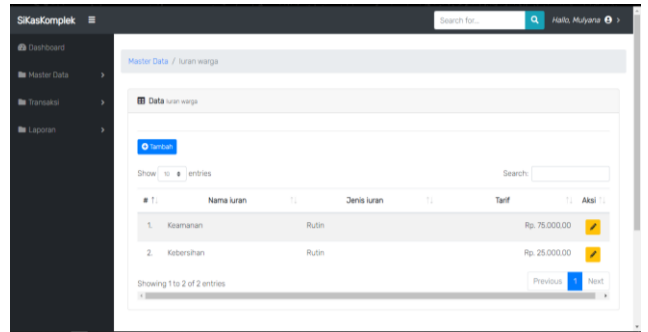 SiKasKomplek
Search for...
Hallo, Mulyana
Dashboard
Master Data
Transaksi
Laporan
Master Data / Iuran warga
Data Iuran warga
Tambah
Show 10 entries
Search:
# Nama iuran Jenis iuran Tarif Aksi
1. Keamanan Rutin Rp. 75.000,00
2. Kebersihan Rutin Rp. 25.000,00
Showing 1 to 2 of 2 entries
Previous 1 Next